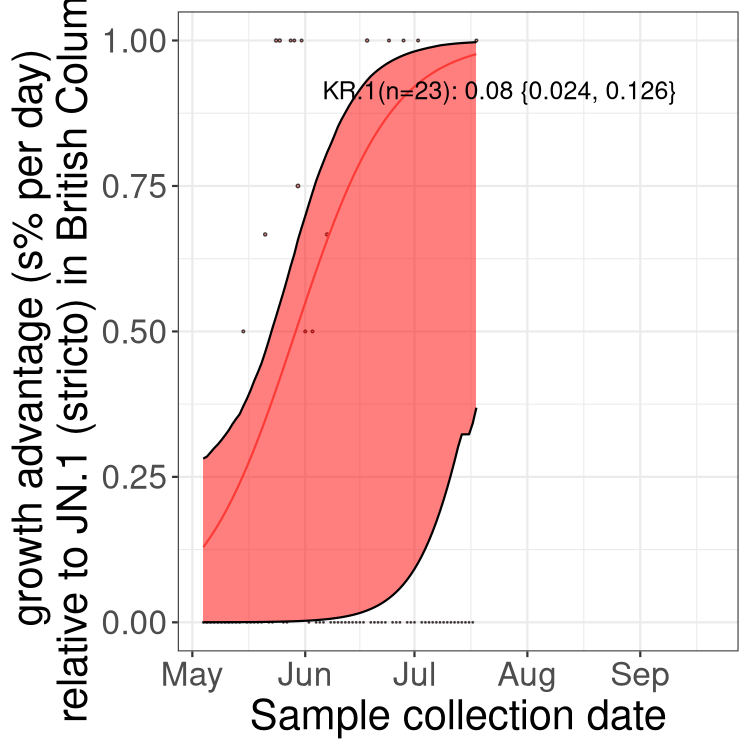 growth advantage (s% per day)
relative to JN.1 (stricto) in British Colum
1.00
0.75
0.50
0.25
0.00
KR.1(n=23): 0.08 {0.024, 0.126}
May Jun Jul Aug Sep
Sample collection date